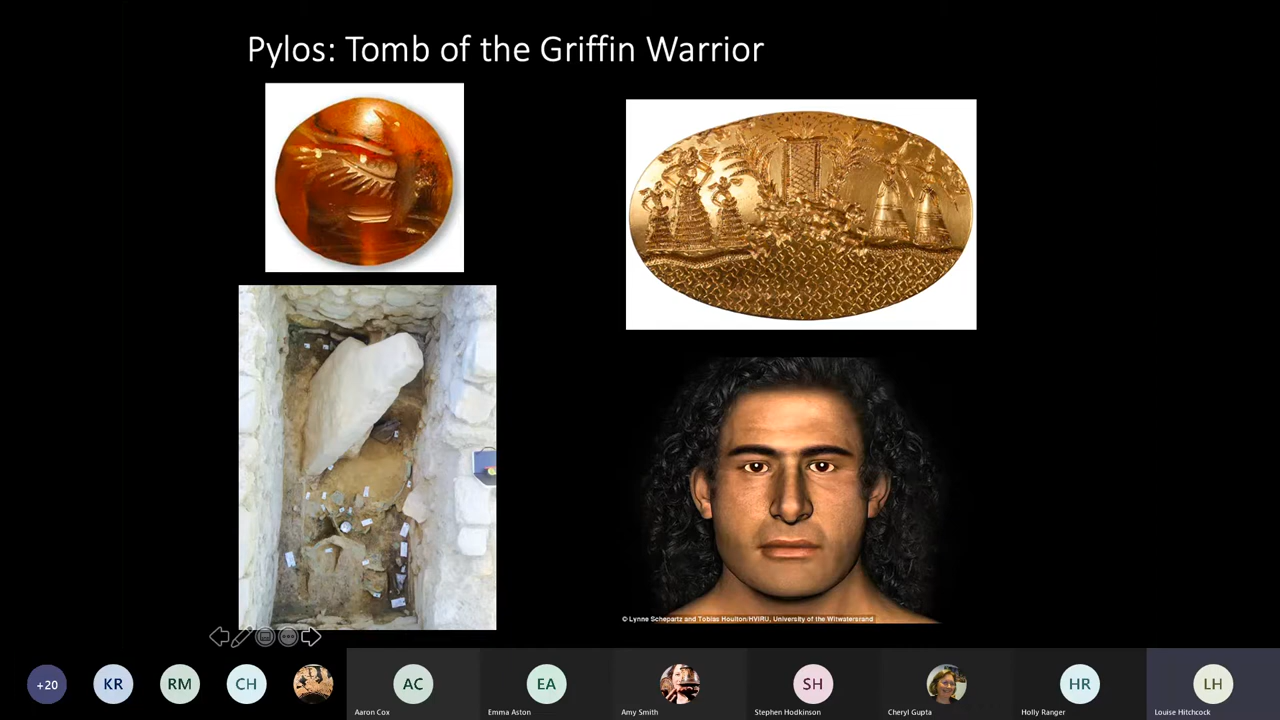 Pylos: Tomb of the Griffin Warrior
© Lynne Schepartz and Tobias Houlton/HVIRU, University of the Witwatersrand
+20
KR
RM
CH
AC
EA
SH
HR
LH
Aaron Cox
Emma Aston
Amy Smith
Stephen Hodkinson
Cheryl Gupta
Holly Ranger
Louise Hitchcock